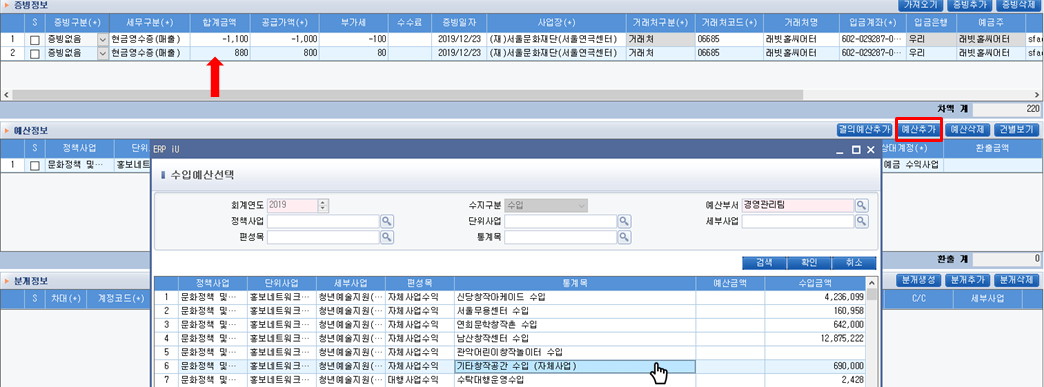 증빙정보 가져오기 증빙추가 증빙삭제
S 증빙구분(*) 세무구분(*) 합계금액 공급가액(*) 부가세 수수료 증빙일자 사업장(*) 거래처구분(*) 거래처코드(*) 거래처명 입금계좌(*) 입금은행 예금주
1 증빙없음 현금영수증(매출) -1,100 -1,000 -100 2019/12/23 (재)서울문화재단(서울연극센터) 거래처 06685 래빗홀씨어터 602-029287-0… 우리 래빗홀씨어터 sfac
2 증빙없음 현금영수증(매출) 880 800 80 2019/12/23 (재)서울문화재단(서울연극센터) 거래처 06685 래빗홀씨어터 602-029287-0… 우리 래빗홀씨어터 sfac
차액 계 220
예산정보 결의예산추가 예산추가 예산삭제 건별보기
S 정책사업 단위 상대계정(*) 환출금액
1 문화정책 및… 홍보네트 예금 수익사업
ERP iU
수입예산선택
회계연도 2019 수지구분 수입 예산부서 경영관리팀
정책사업 단위사업 세부사업
편성목 통계목
검색 확인 취소
환출 계 0
정책사업 단위사업 세부사업 편성목 통계목 예산금액 수입금액
1 문화정책 및… 홍보네트워크… 청년예술지원(… 자체사업수익 신당창작아케이드 수입 4,236,099
2 문화정책 및… 홍보네트워크… 청년예술지원(… 자체사업수익 서울무용센터 수입 160,958
3 문화정책 및… 홍보네트워크… 청년예술지원(… 자체사업수익 연희문학창작촌 수입 642,000
4 문화정책 및… 홍보네트워크… 청년예술지원(… 자체사업수익 남산창작센터 수입 12,875,222
5 문화정책 및… 홍보네트워크… 청년예술지원(… 자체사업수익 관악어린이창작놀이터 수입
6 문화정책 및… 홍보네트워크… 청년예술지원(… 자체사업수익 기타창작공간 수입 (자체사업) 690,000
7 문화정책 및… 홍보네트워크… 청년예술지원(… 대행사업수익 수탁대행운영수입 2,428
분개정보 분개생성 분개추가 분개삭제
S 차대(*) 계정코드(*) C/C 세부사업